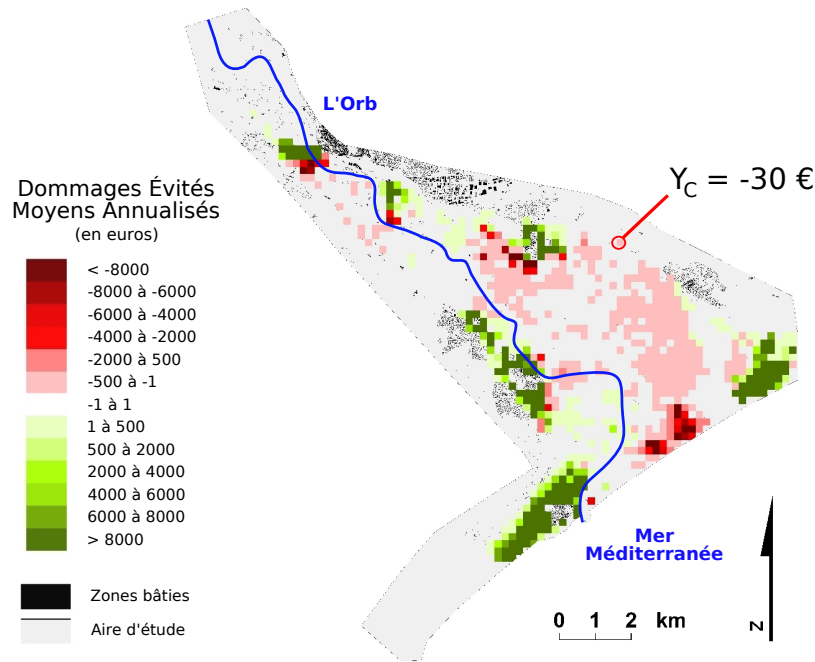 L'Orb
Y_C = -30 €
Dommages Évités
Moyens Annualisés
(en euros)
< -8000
-8000 à -6000
-6000 à -4000
-4000 à -2000
-2000 à 500
-500 à -1
-1 à 1
1 à 500
500 à 2000
2000 à 4000
4000 à 6000
6000 à 8000
> 8000
Zones bâties
Aire d'étude
Mer
Méditerranée
0 1 2 km
N